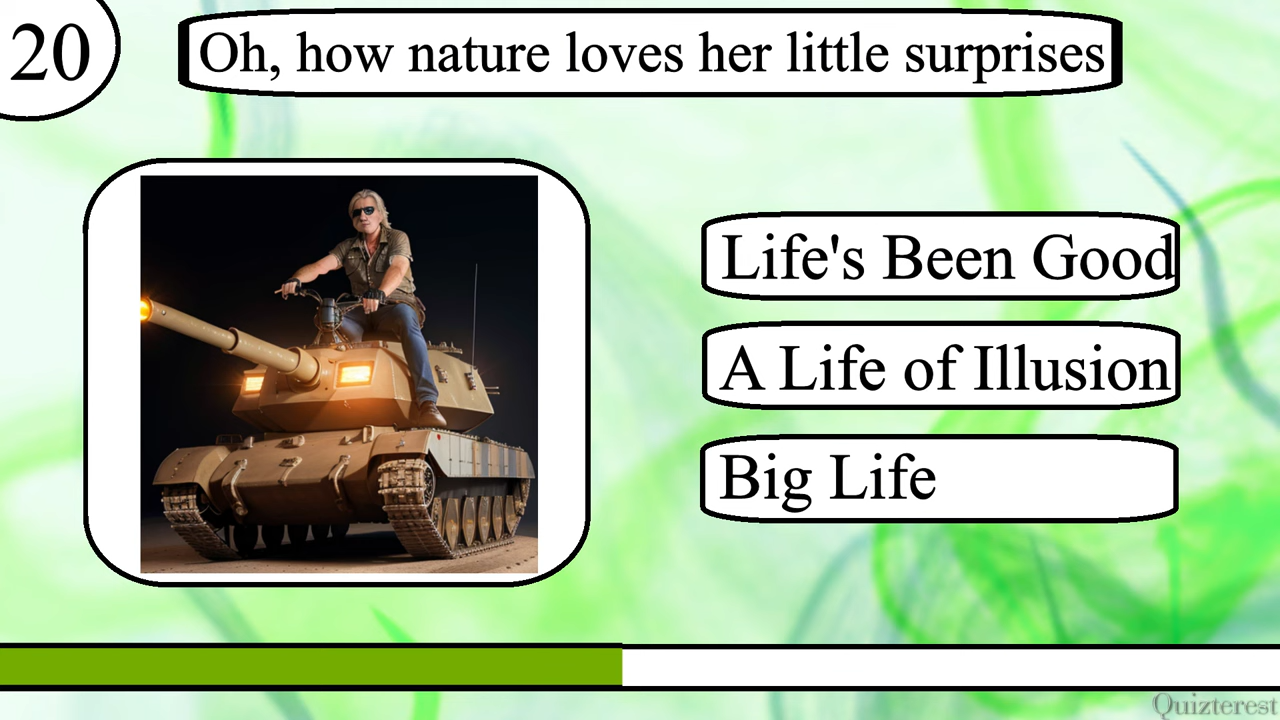 20
Oh, how nature loves her little surprises
Life's Been Good
A Life of Illusion
Big Life
Quizterest